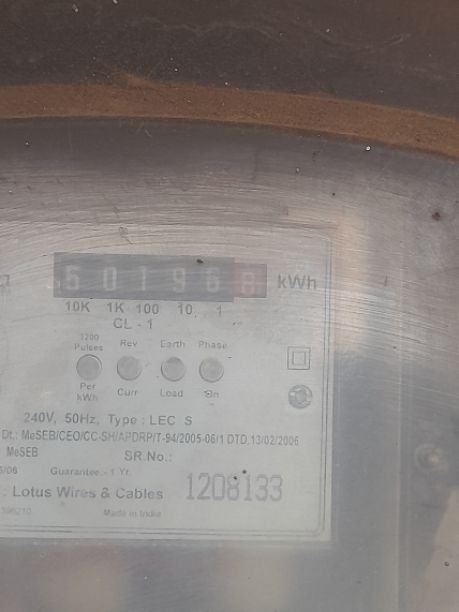 501968 kWh
10K 1K 100 10 1
CL - 1
1200 Pulses Rev Earth Phase
Per kWh Curr Load On
240V, 50Hz, Type : LEC S
Dt.: MeSEB/CEO/CC-SH/APDRP/T-94/2005-06/1 DTD,13/02/2006
MeSEB SR.No.:
Guarantee:- 1 Yr.
: Lotus Wires & Cables 1208133
Made in India